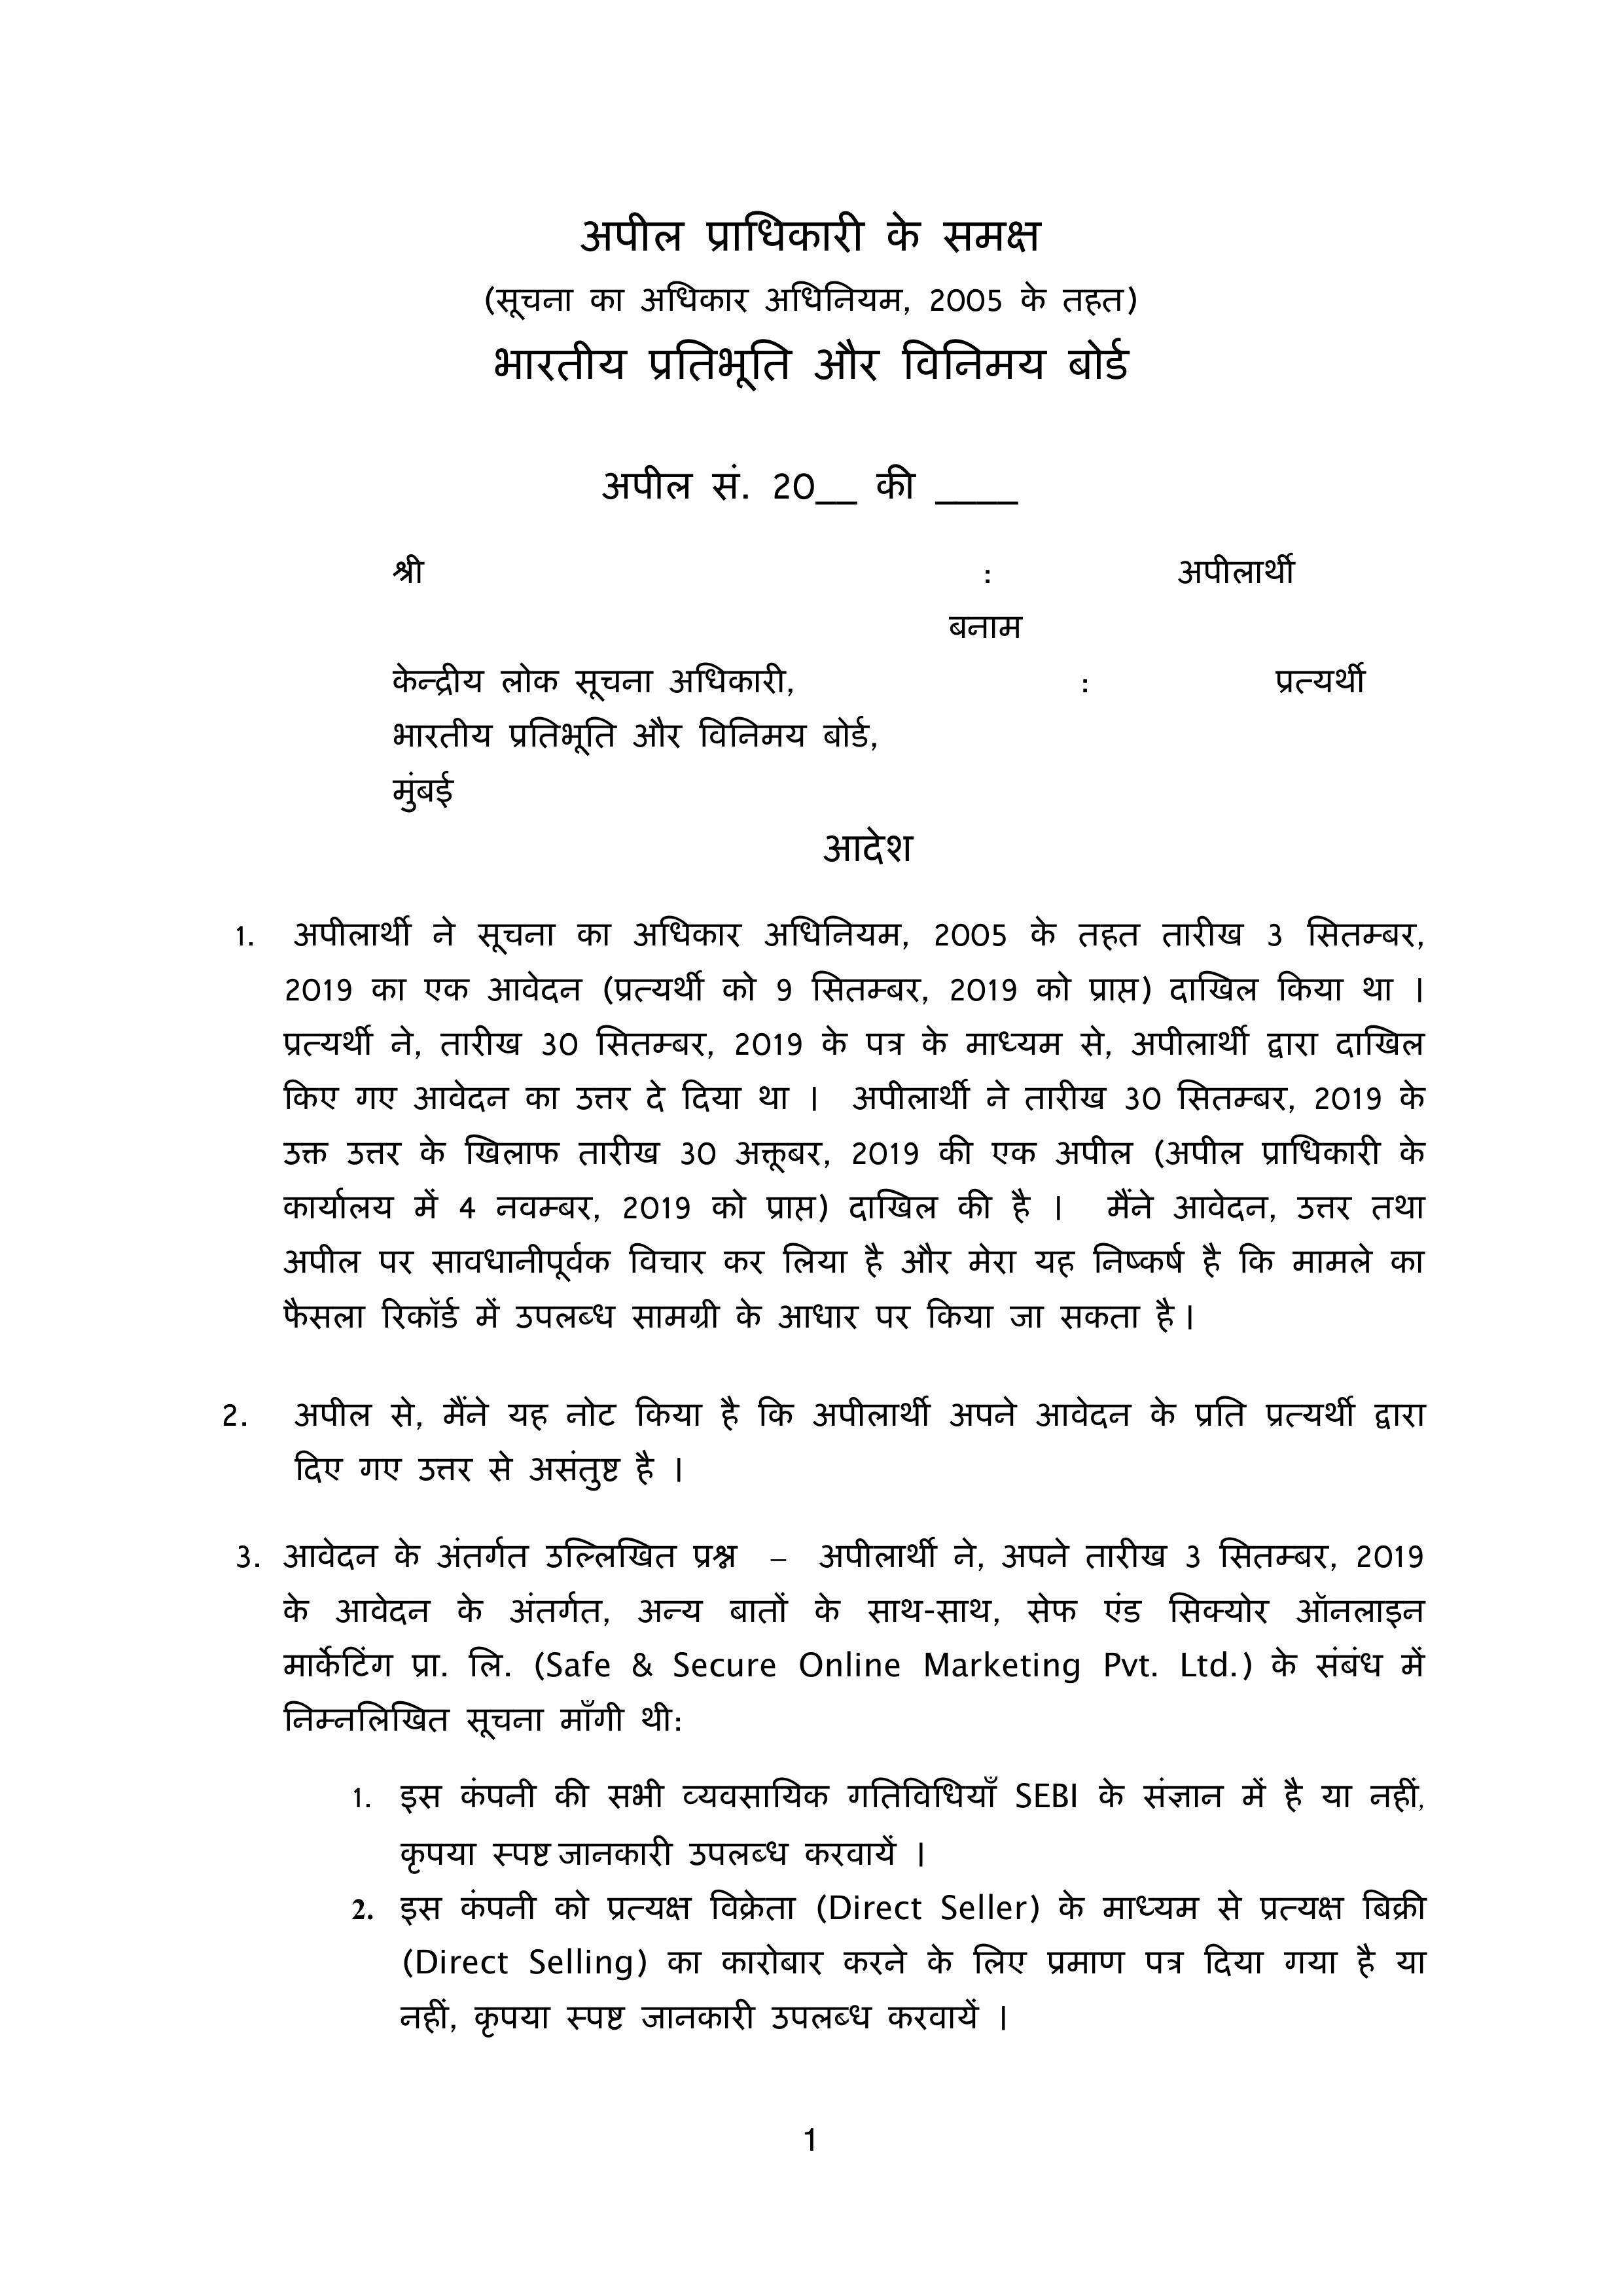 अपील प्राधिकारी के समक्ष
(सूचना का अधिकार अधिनियम, 2005 के तहत)
भारतीय प्रतिभूति और विनिमय बोर्ड
अपील सं. 20__ की ____
श्री : अपीलार्थी
बनाम
केन्द्रीय लोक सूचना अधिकारी, : प्रत्यर्थी
भारतीय प्रतिभूति और विनिमय बोर्ड,
मुंबई
आदेश
1. अपीलार्थी ने सूचना का अधिकार अधिनियम, 2005 के तहत तारीख 3 सितम्बर,
2019 का एक आवेदन (प्रत्यर्थी को 9 सितम्बर, 2019 को प्राप्त) दाखिल किया था ।
प्रत्यर्थी ने, तारीख 30 सितम्बर, 2019 के पत्र के माध्यम से, अपीलार्थी द्वारा दाखिल
किए गए आवेदन का उत्तर दे दिया था । अपीलार्थी ने तारीख 30 सितम्बर, 2019 के
उक्त उत्तर के खिलाफ तारीख 30 अक्तूबर, 2019 की एक अपील (अपील प्राधिकारी के
कार्यालय में 4 नवम्बर, 2019 को प्राप्त) दाखिल की है । मैंने आवेदन, उत्तर तथा
अपील पर सावधानीपूर्वक विचार कर लिया है और मेरा यह निष्कर्ष है कि मामले का
फैसला रिकॉर्ड में उपलब्ध सामग्री के आधार पर किया जा सकता है।
2. अपील से, मैंने यह नोट किया है कि अपीलार्थी अपने आवेदन के प्रति प्रत्यर्थी द्वारा
दिए गए उत्तर से असंतुष्ट है ।
3. आवेदन के अंतर्गत उल्लिखित प्रश्न – अपीलार्थी ने, अपने तारीख 3 सितम्बर, 2019
के आवेदन के अंतर्गत, अन्य बातों के साथ-साथ, सेफ एंड सिक्योर ऑनलाइन
मार्केटिंग प्रा. लि. (Safe & Secure Online Marketing Pvt. Ltd.) के संबंध में
निम्नलिखित सूचना माँगी थी:
1. इस कंपनी की सभी व्यवसायिक गतिविधियाँ SEBI के संज्ञान में है या नहीं,
कृपया स्पष्ट जानकारी उपलब्ध करवायें ।
2. इस कंपनी को प्रत्यक्ष विक्रेता (Direct Seller) के माध्यम से प्रत्यक्ष बिक्री
(Direct Selling) का कारोबार करने के लिए प्रमाण पत्र दिया गया है या
नहीं, कृपया स्पष्ट जानकारी उपलब्ध करवायें ।
1